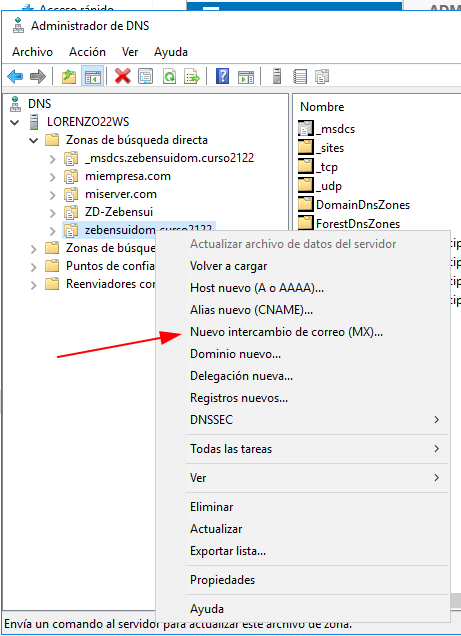 Acceso rápido
ADM
Administrador de DNS
Archivo Acción Ver Ayuda
DNS
LORENZO22WS
Zonas de búsqueda directa
_msdcs.zebensuidom.curso2122
miempresa.com
miserver.com
ZD-Zebensui
zebensuidom.curso2122
Zonas de búsque
Puntos de confia
Reenviadores con
Nombre
_msdcs
_sites
_tcp
_udp
DomainDnsZones
ForestDnsZones
cip
cip
cip
Actualizar archivo de datos del servidor
Volver a cargar
Host nuevo (A o AAAA)...
Alias nuevo (CNAME)...
Nuevo intercambio de correo (MX)...
Dominio nuevo...
Delegación nueva...
Registros nuevos...
DNSSEC
Todas las tareas
Ver
Eliminar
Actualizar
Exportar lista...
Propiedades
Ayuda
Envía un comando al servidor para actualizar este archivo de zona.